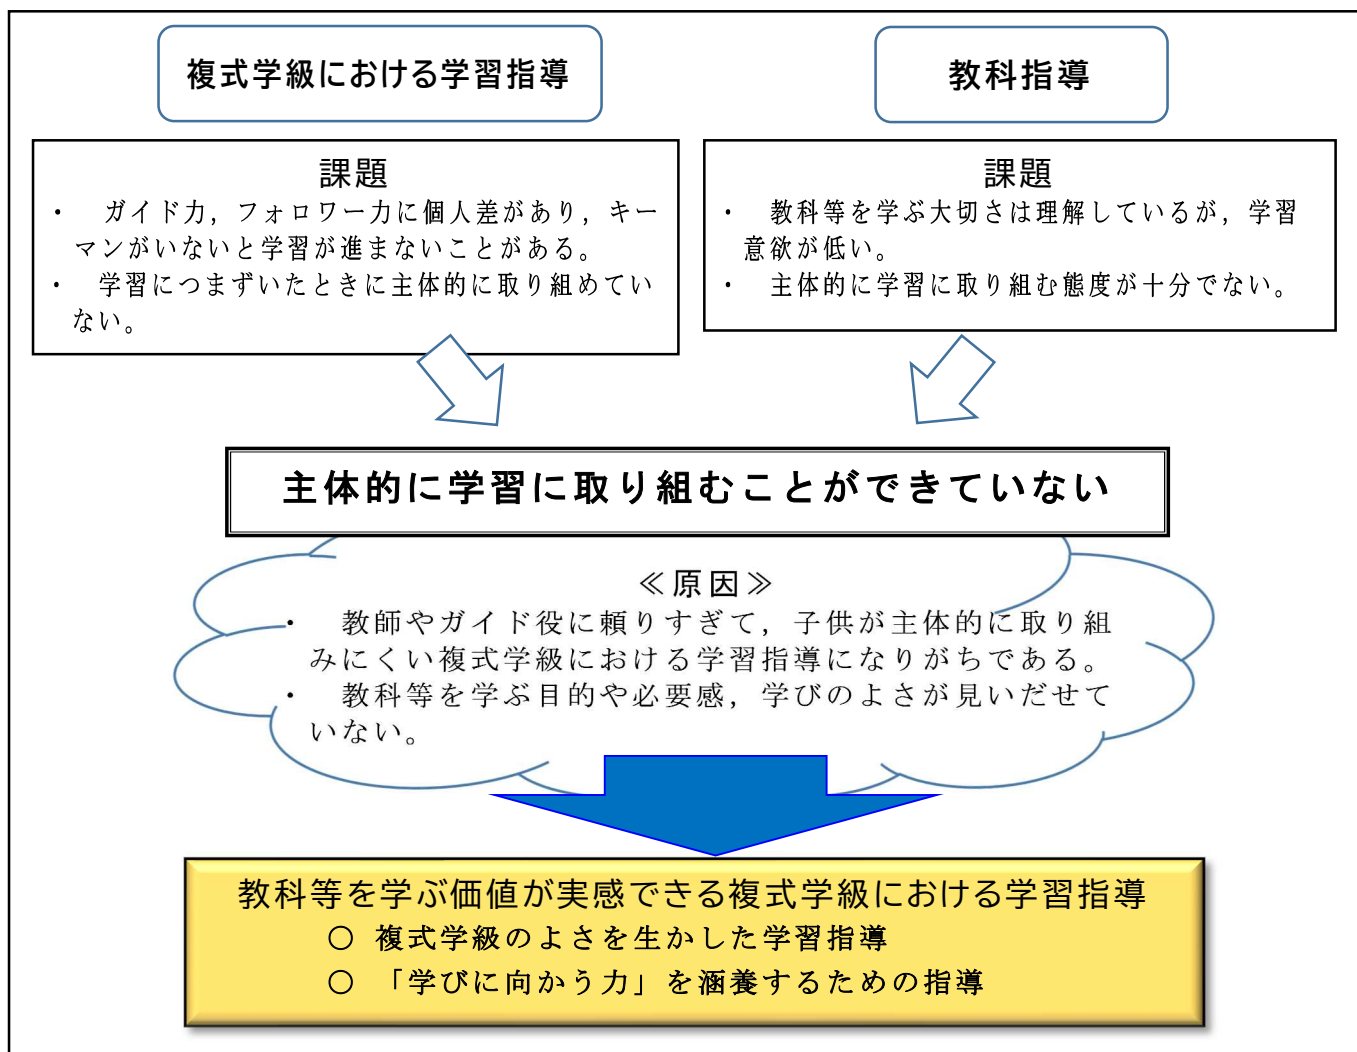 複式学級における学習指導
教科指導
課題
・　ガイド力，フォロワー力に個人差があり，キー
マンがいないと学習が進まないことがある。
・　学習につまずいたときに主体的に取り組めてい
ない。
課題
・　教科等を学ぶ大切さは理解しているが，学習
意欲が低い。
・　主体的に学習に取り組む態度が十分でない。
主体的に学習に取り組むことができていない
≪原因≫
・　教師やガイド役に頼りすぎて，子供が主体的に取り組
みにくい複式学級における学習指導になりがちである。
・　教科等を学ぶ目的や必要感，学びのよさが見いだせて
いない。
教科等を学ぶ価値が実感できる複式学級における学習指導
○ 複式学級のよさを生かした学習指導
○ 「学びに向かう力」を涵養するための指導